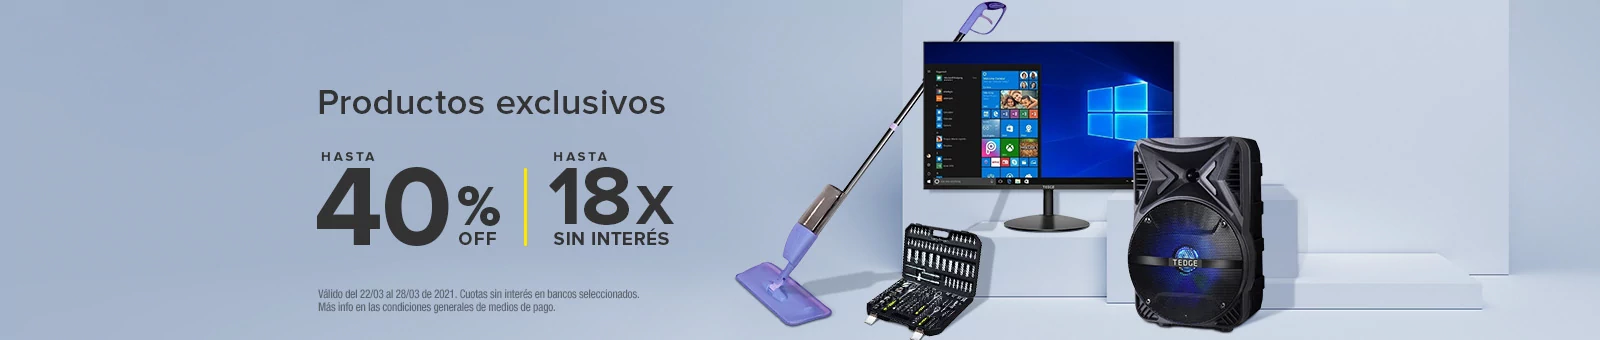 Productos exclusivos
HASTA
40% OFF
HASTA
18X
SIN INTERÉS
Válido del 22/03 al 28/03 de 2021. Cuotas sin interés en bancos seleccionados.
Más info en las condiciones generales de medios de pago.
TEDGE
TEDGE